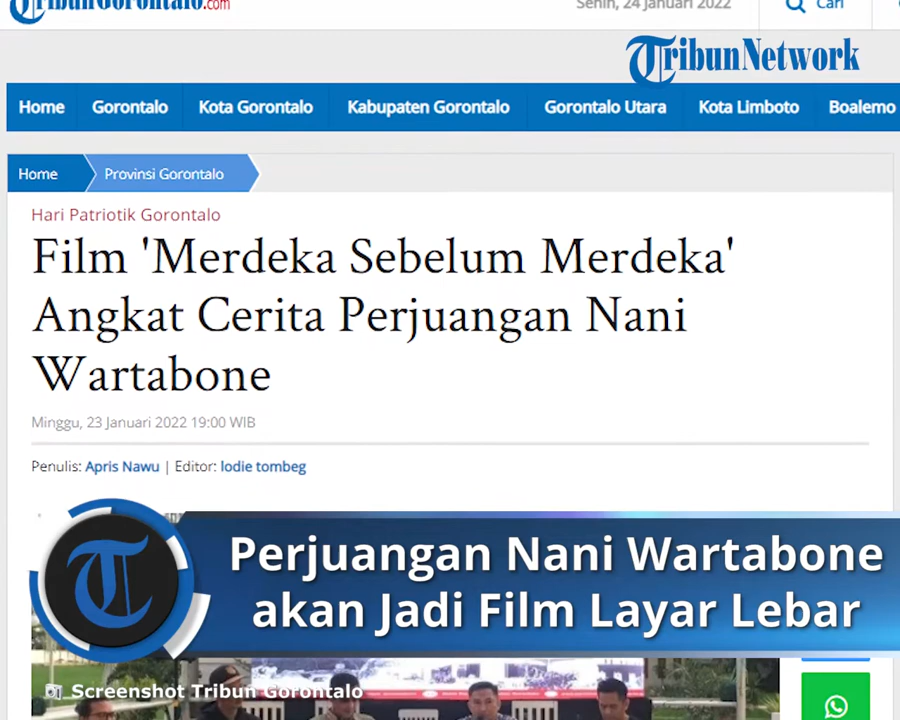 TribunGorontalo.com
Senin, 24 Januari 2022
Cari
TribunNetwork
Home Gorontalo Kota Gorontalo Kabupaten Gorontalo Gorontalo Utara Kota Limboto Boalemo
Home Provinsi Gorontalo
Hari Patriotik Gorontalo
Film 'Merdeka Sebelum Merdeka'
Angkat Cerita Perjuangan Nani
Wartabone
Minggu, 23 Januari 2022 19:00 WIB
Penulis: Apris Nawu | Editor: lodie tombeg
Perjuangan Nani Wartabone
akan Jadi Film Layar Lebar
Screenshot Tribun Gorontalo